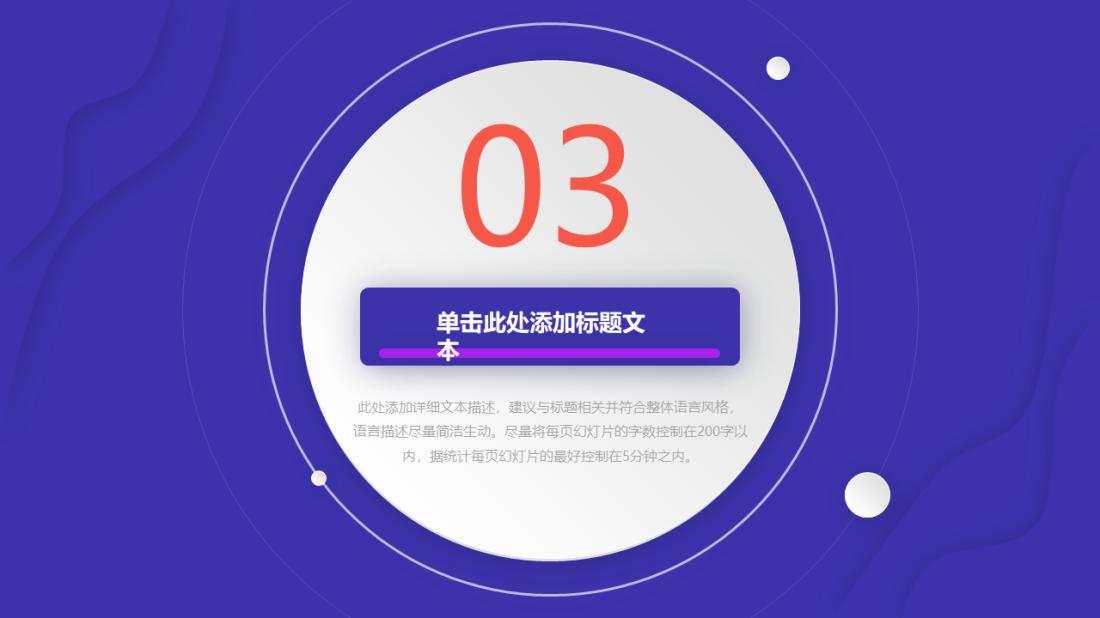 03
单击此处添加标题文
本
此处添加详细文本描述，建议与标题相关并符合整体语言风格，
语言描述尽量简洁生动。尽量将每页幻灯片的字数控制在200字以
内，据统计每页幻灯片的最好控制在5分钟之内。